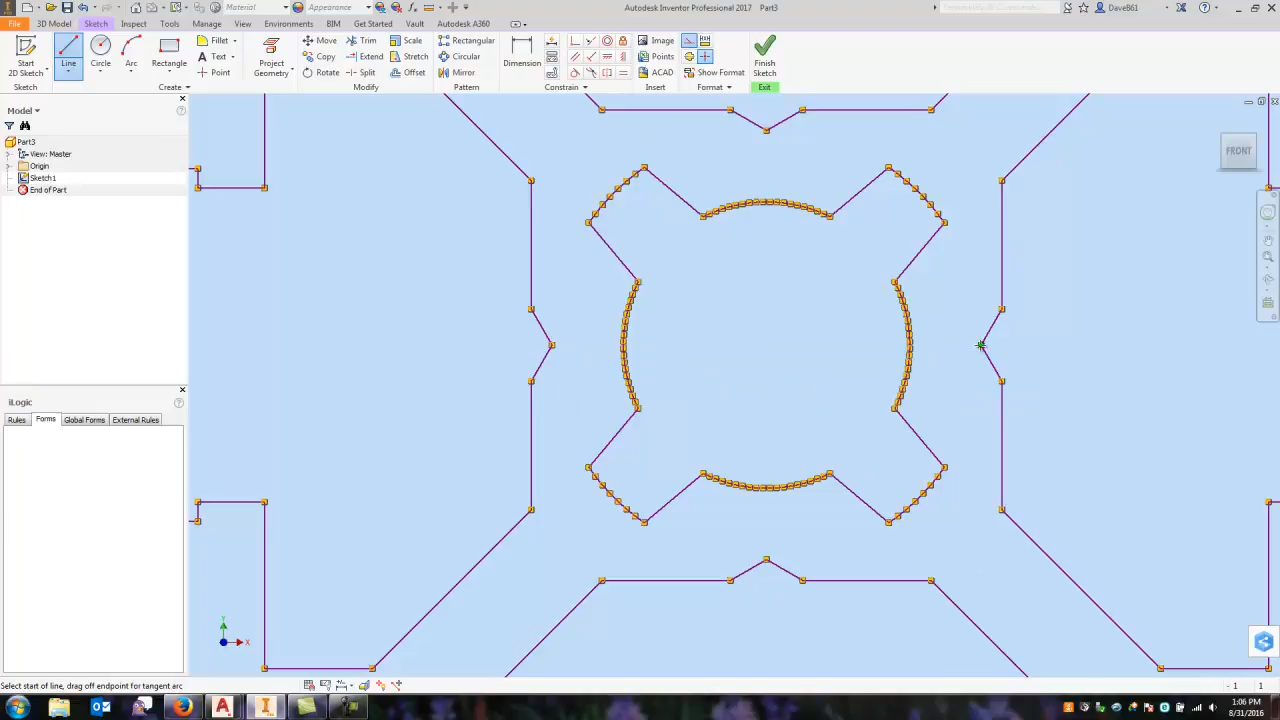 Material
Appearance
Autodesk Inventor Professional 2017 Part3
DaveB61
File
3D Model
Sketch
Inspect
Tools
Manage
View
Environments
BIM
Get Started
Vault
Autodesk A360
Start
2D Sketch
Line
Circle
Arc
Rectangle
Fillet
Text
Point
Project
Geometry
Move
Copy
Rotate
Trim
Extend
Split
Scale
Stretch
Offset
Rectangular
Circular
Mirror
Dimension
Image
Points
ACAD
Show Format
Finish
Sketch
Sketch
Create
Modify
Pattern
Constrain
Insert
Format
Exit
Model
Part3
View: Master
Origin
Sketch1
End of Part
FRONT
iLogic
Rules
Forms
Global Forms
External Rules
Y
X
Select start of line, drag off endpoint for tangent arc
1
1
1:06 PM
8/31/2016